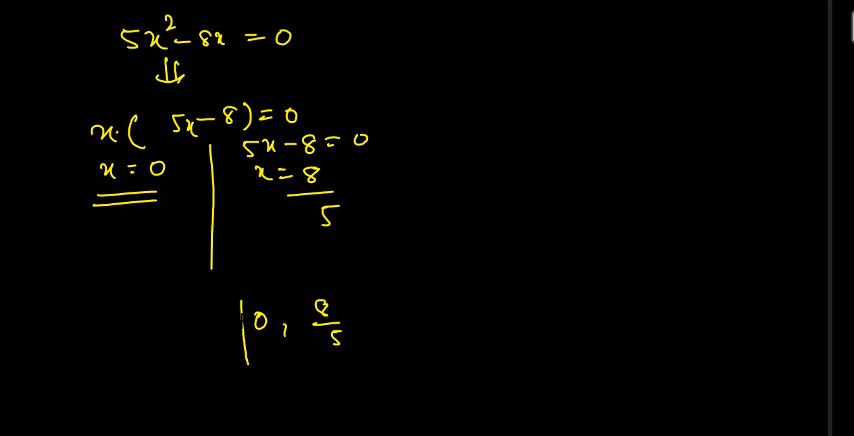 5x² - 8x = 0
⇓
x·(5x - 8) = 0
x = 0 | 5x - 8 = 0
x = 8/5
0, 8/5